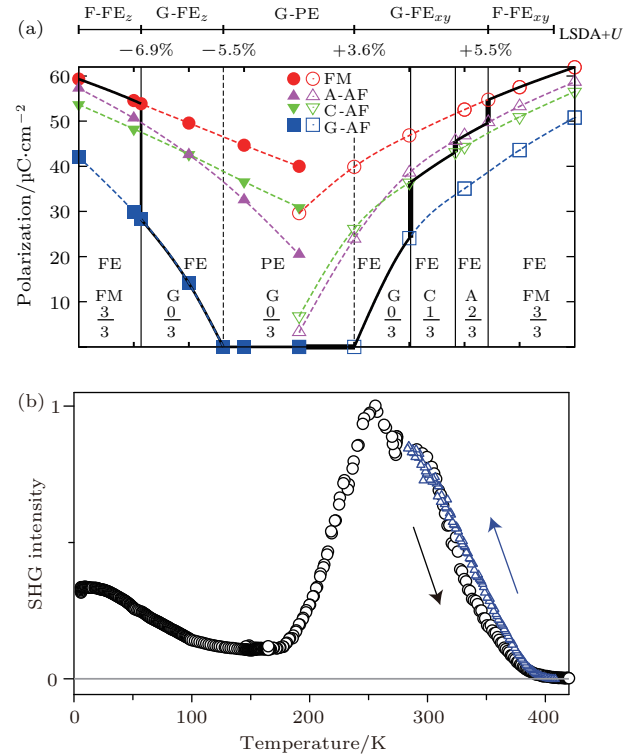 (a)
F-FEz G-FEz G-PE G-FExy F-FExy
LSDA+U
−6.9% −5.5% +3.6% +5.5%
Polarization/μC·cm−2
60
50
40
30
20
10
FM
A-AF
C-AF
G-AF
FE FE PE FE FE FE FE
FM G G G C A FM
3/3 0/3 0/3 0/3 1/3 2/3 3/3
(b)
SHG intensity
1
0
0 100 200 300 400
Temperature/K